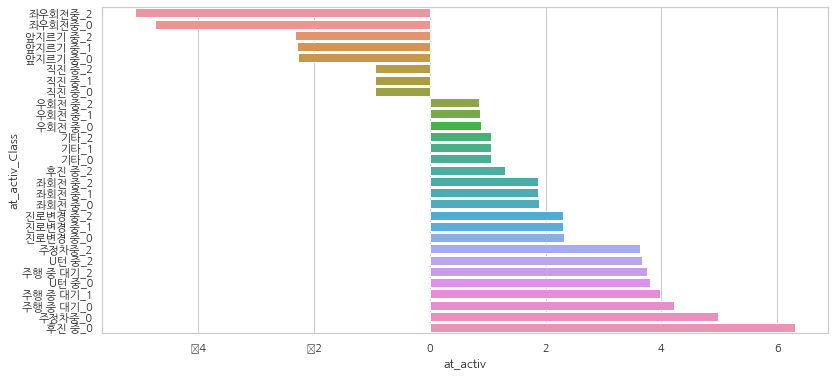 좌우회전중_2
좌우회전중_0
앞지르기 중_2
앞지르기 중_1
앞지르기 중_0
직진 중_2
직진 중_1
직진 중_0
우회전 중_2
우회전 중_1
우회전 중_0
기타_2
기타_1
기타_0
후진 중_2
좌회전 중_2
좌회전 중_1
좌회전 중_0
진로변경 중_2
진로변경 중_1
진로변경 중_0
주정차중_2
U턴 중_2
주행 중 대기_2
U턴 중_0
주행 중 대기_1
주행 중 대기_0
주정차중_0
후진 중_0
at_activ_Class
▯4 ▯2 0 2 4 6
at_activ